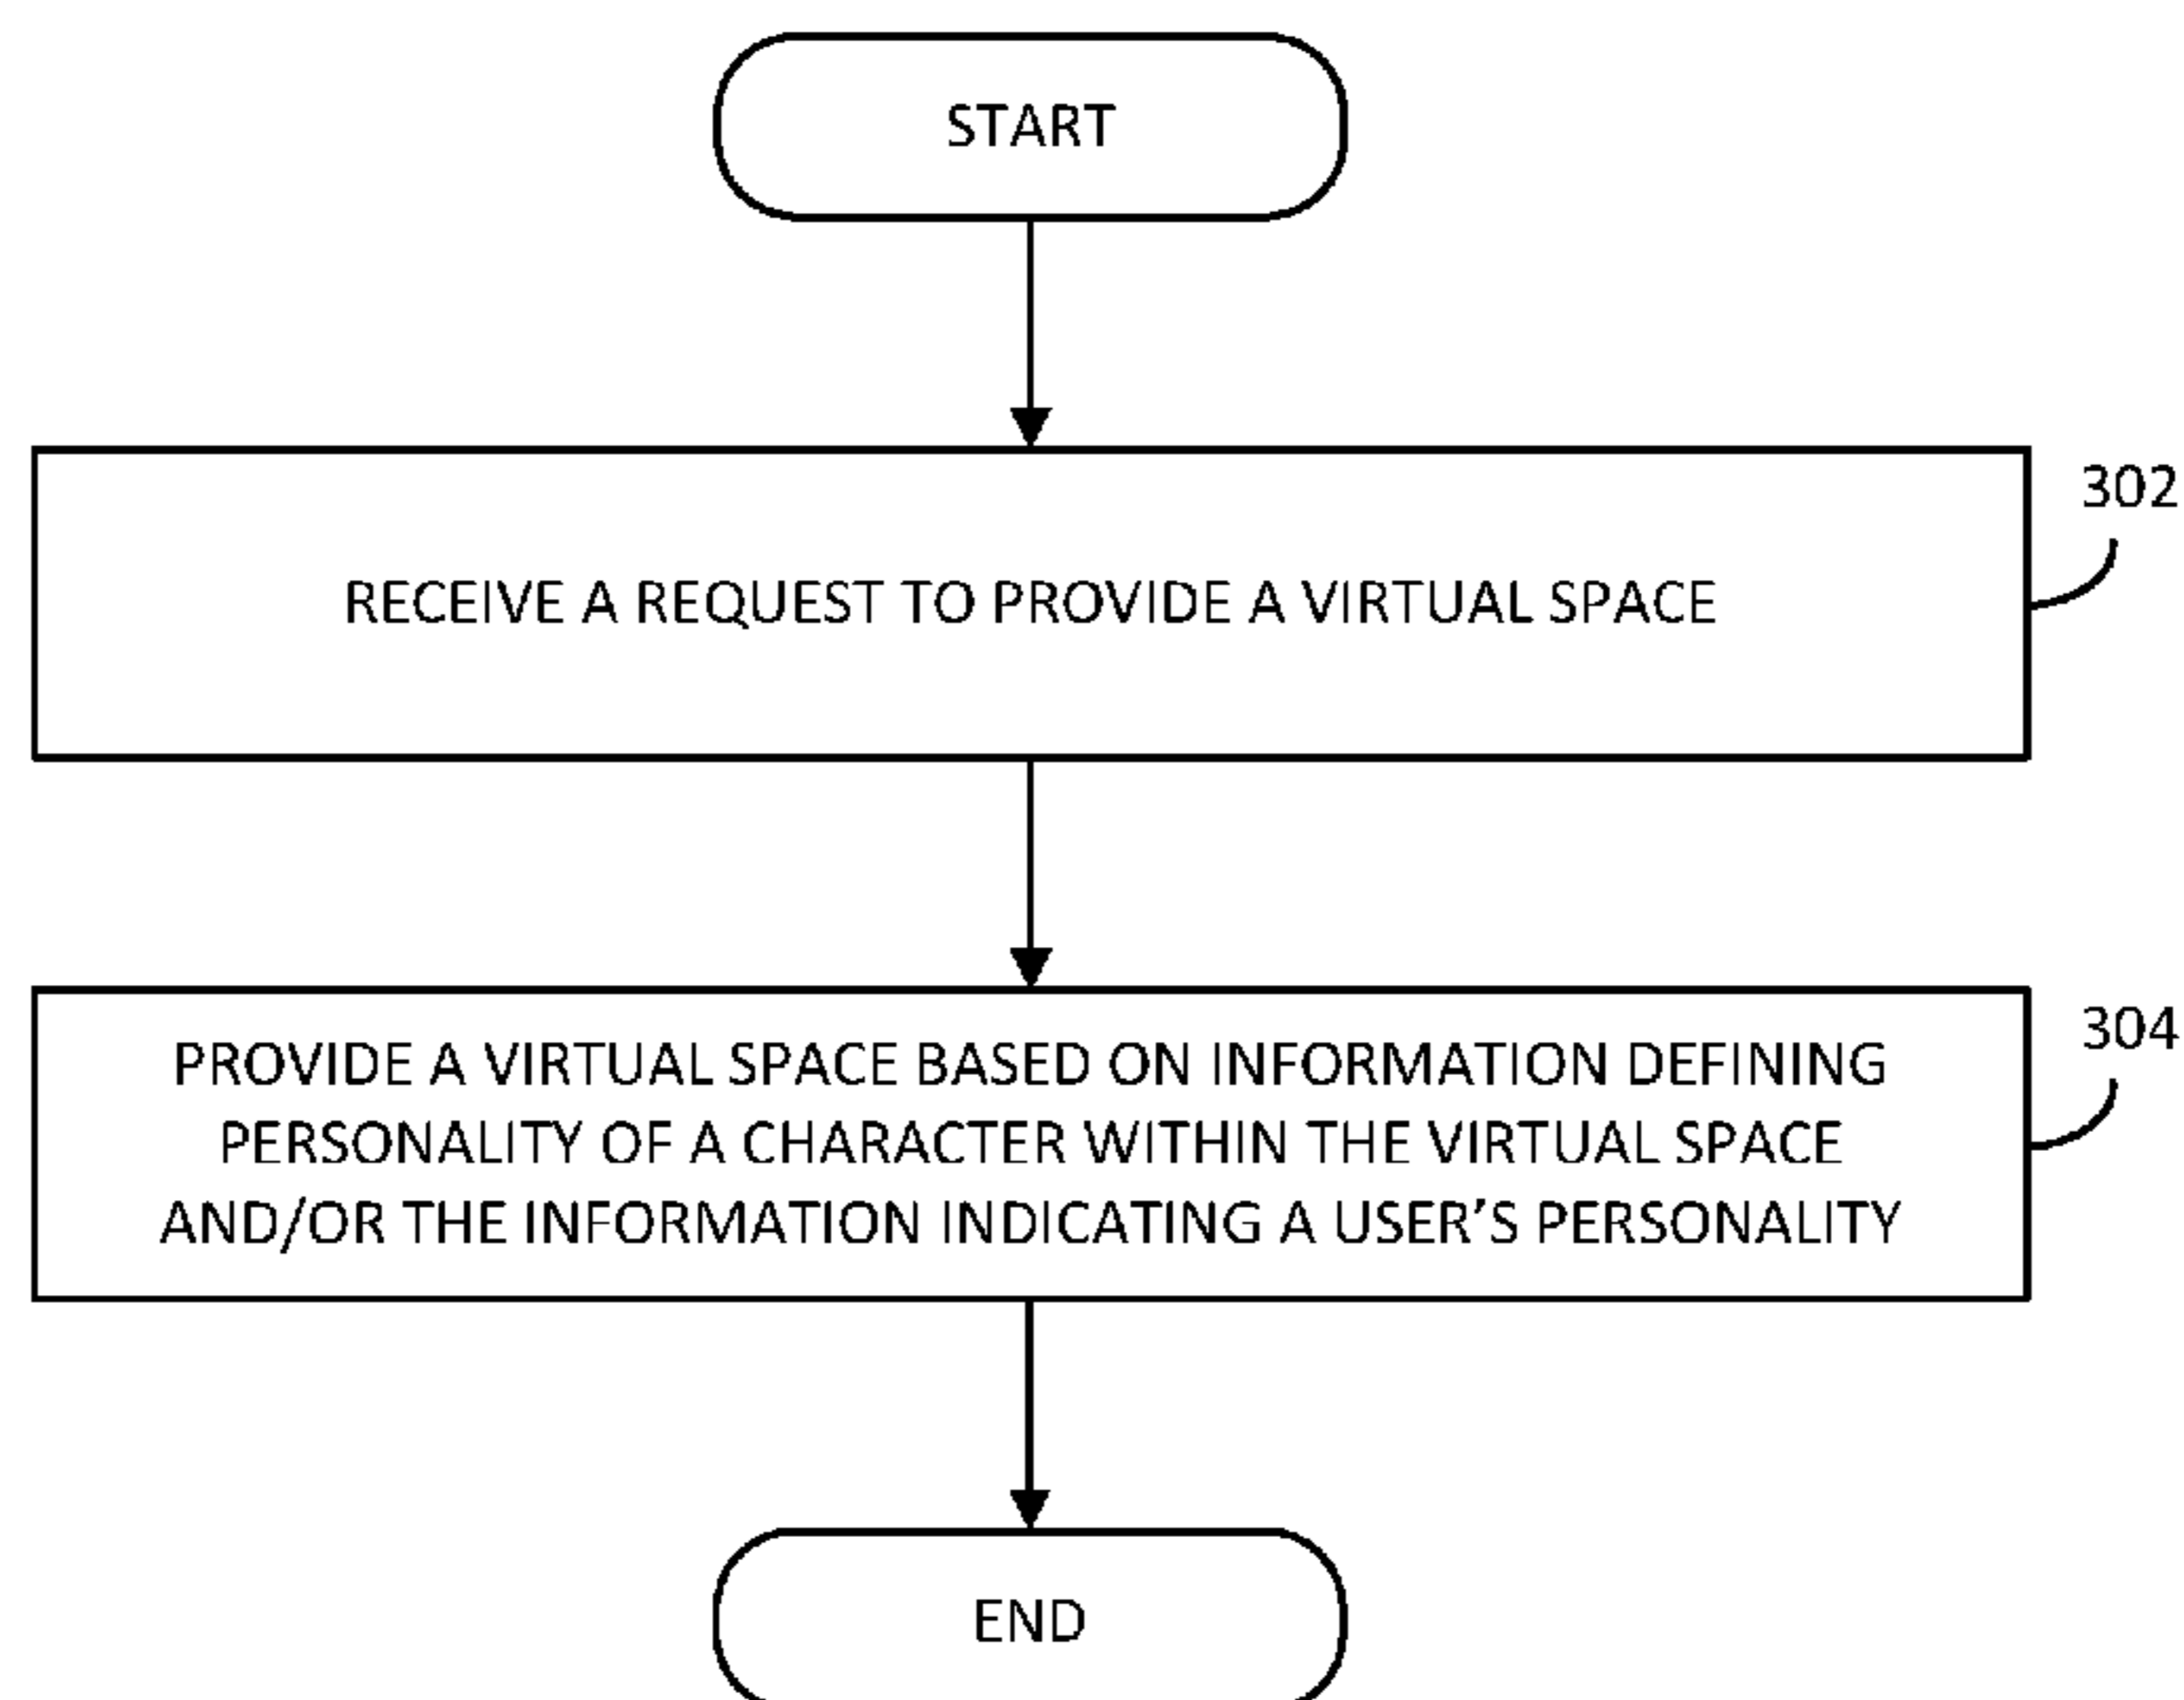 START
302
RECEIVE A REQUEST TO PROVIDE A VIRTUAL SPACE
304
PROVIDE A VIRTUAL SPACE BASED ON INFORMATION DEFINING
PERSONALITY OF A CHARACTER WITHIN THE VIRTUAL SPACE
AND/OR THE INFORMATION INDICATING A USER'S PERSONALITY
END